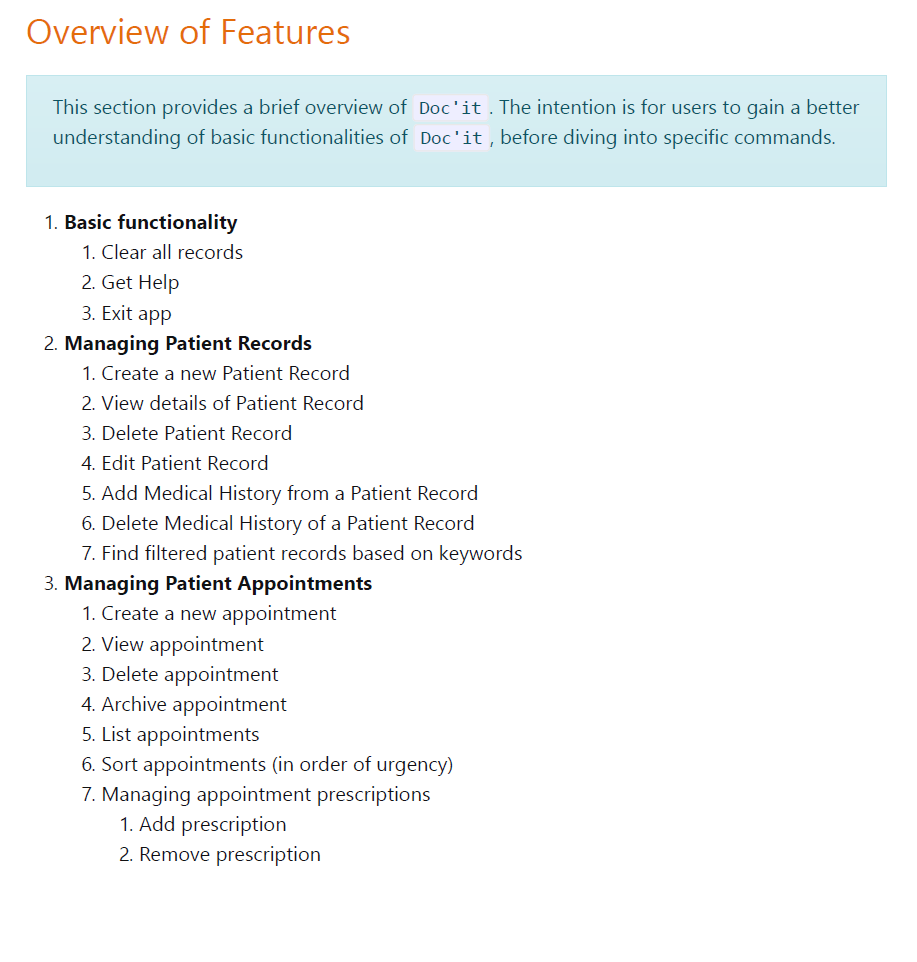 Overview of Features
This section provides a brief overview of Doc'it . The intention is for users to gain a better
understanding of basic functionalities of Doc'it , before diving into specific commands.
1. Basic functionality
1. Clear all records
2. Get Help
3. Exit app
2. Managing Patient Records
1. Create a new Patient Record
2. View details of Patient Record
3. Delete Patient Record
4. Edit Patient Record
5. Add Medical History from a Patient Record
6. Delete Medical History of a Patient Record
7. Find filtered patient records based on keywords
3. Managing Patient Appointments
1. Create a new appointment
2. View appointment
3. Delete appointment
4. Archive appointment
5. List appointments
6. Sort appointments (in order of urgency)
7. Managing appointment prescriptions
1. Add prescription
2. Remove prescription